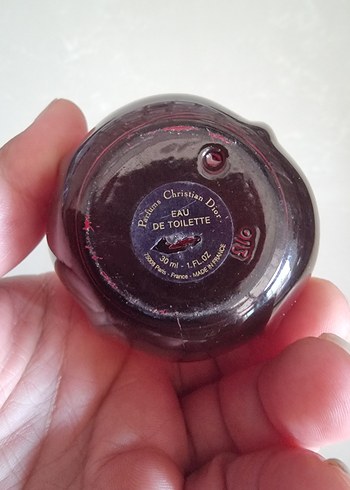 Parfums Christian Dior
EAU
DE TOILETTE
30 ml - 1.FL.OZ
75008 Paris - France - MADE IN FRANCE